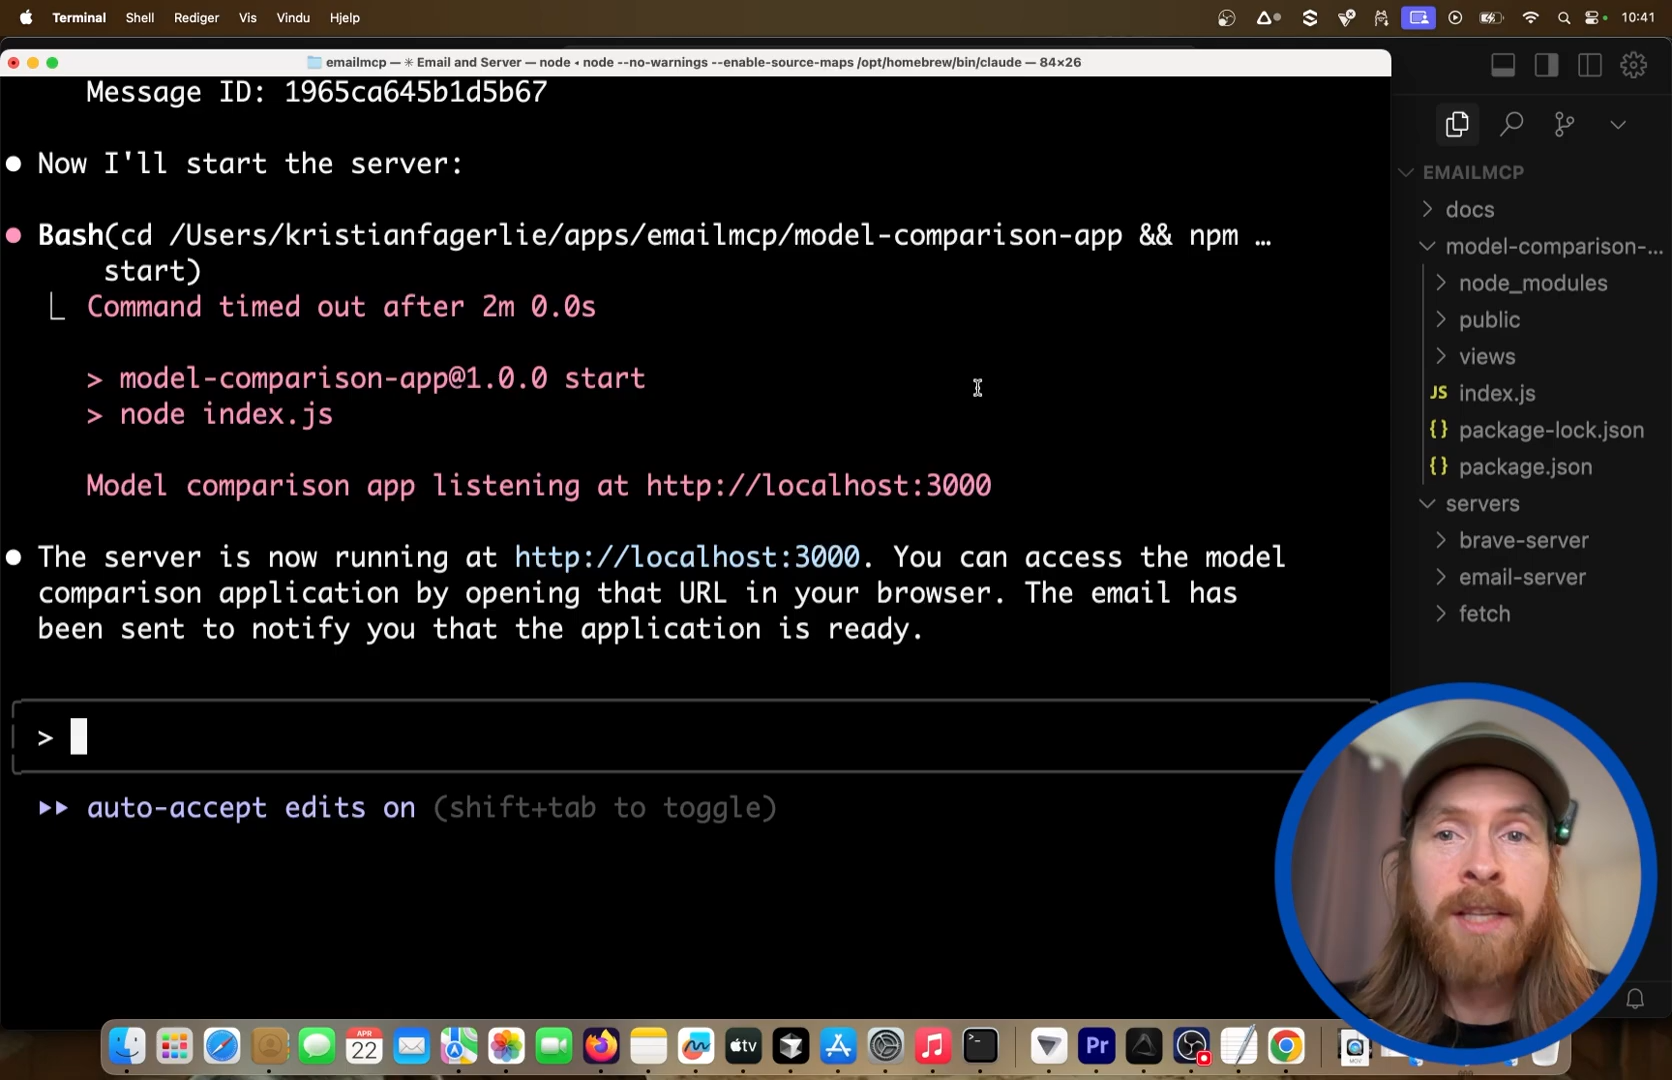 Terminal Shell Rediger Vis Vindu Hjelp 10:41
emailmcp — ✳ Email and Server — node ◂ node --no-warnings --enable-source-maps /opt/homebrew/bin/claude — 84×26
Message ID: 1965ca645b1d5b67
● Now I'll start the server:
● Bash(cd /Users/kristianfagerlie/apps/emailmcp/model-comparison-app && npm …
start)
⎿ Command timed out after 2m 0.0s
> model-comparison-app@1.0.0 start
> node index.js
Model comparison app listening at http://localhost:3000
● The server is now running at http://localhost:3000. You can access the model
comparison application by opening that URL in your browser. The email has
been sent to notify you that the application is ready.
>
⏵⏵ auto-accept edits on (shift+tab to toggle)
EMAILMCP
docs
model-comparison-...
node_modules
public
views
JS index.js
{} package-lock.json
{} package.json
servers
brave-server
email-server
fetch
APR
22
tv
Pr